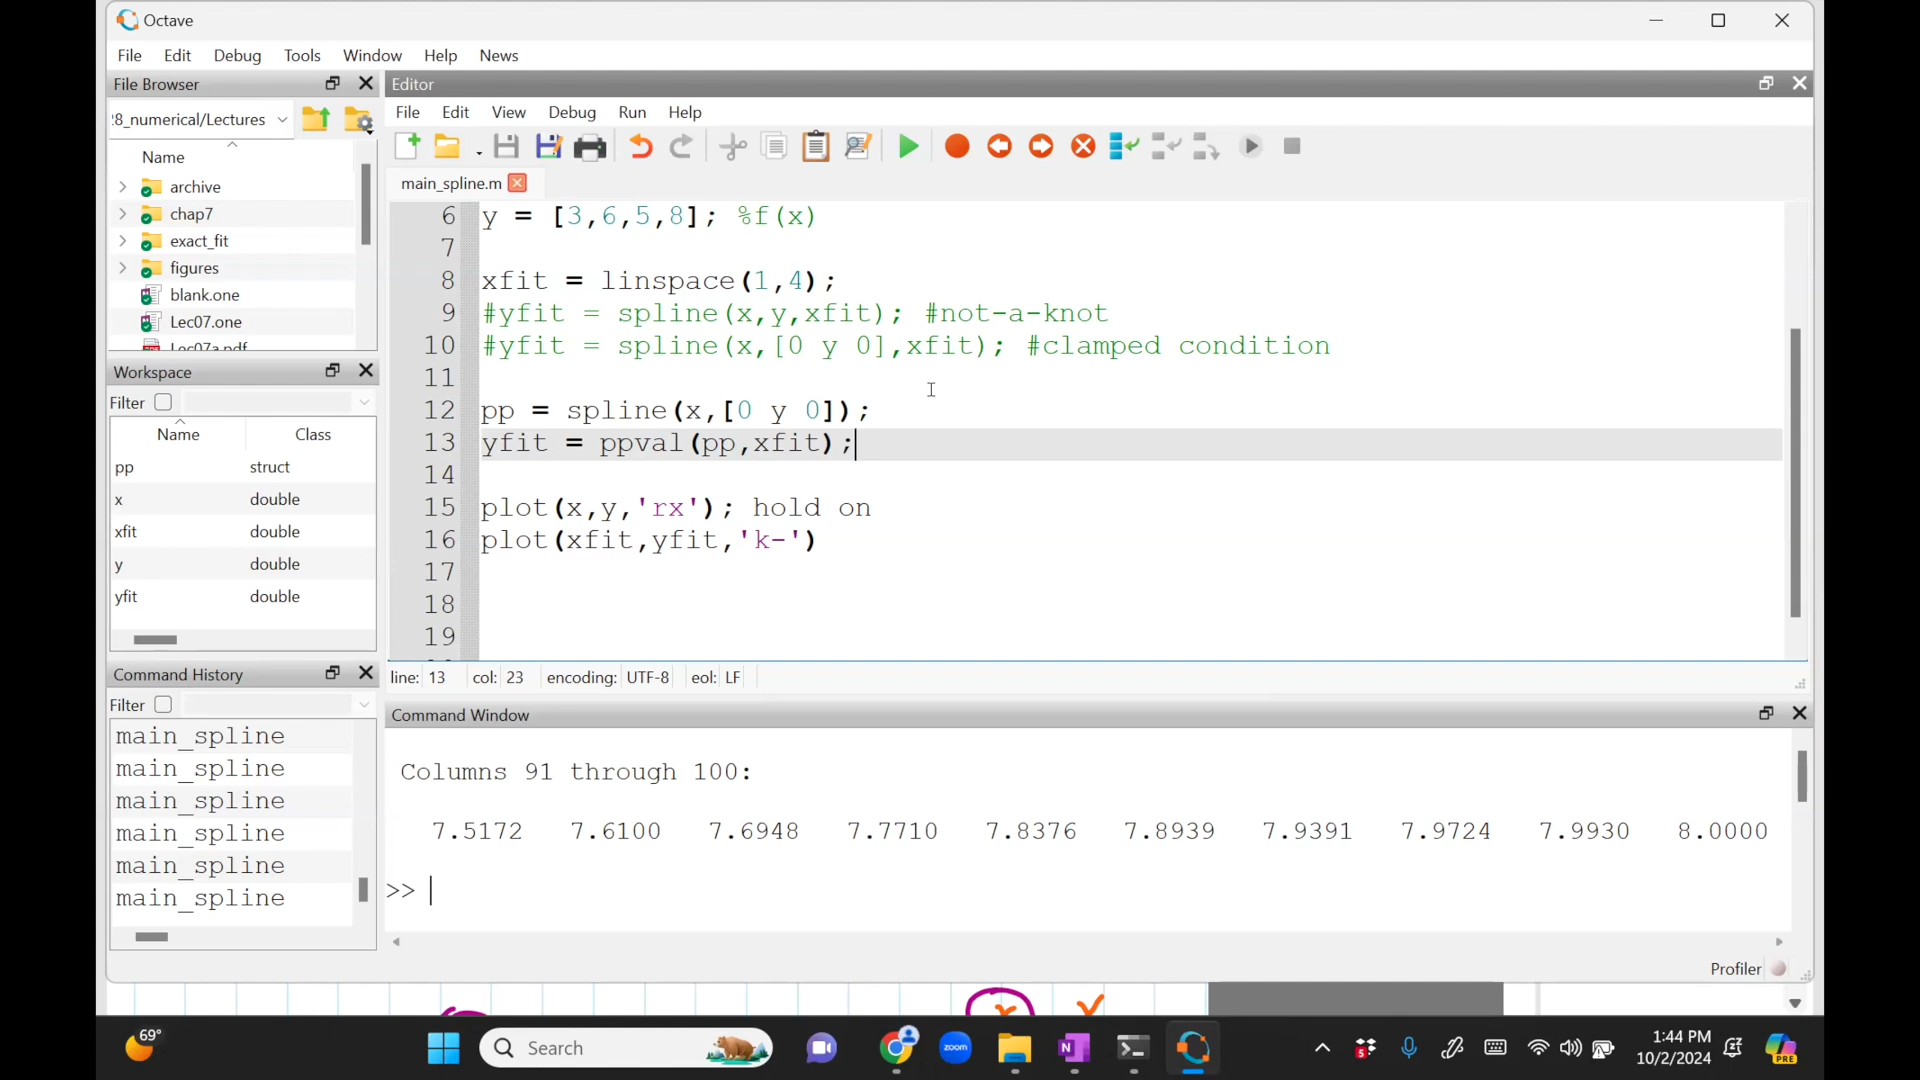 Octave
File Edit Debug Tools Window Help News
File Browser
28_numerical/Lectures
Name
archive
chap7
exact_fit
figures
blank.one
Lec07.one
Lec07a.pdf
Workspace
Filter
Name Class
pp struct
x double
xfit double
y double
yfit double
Command History
Filter
main_spline
main_spline
main_spline
main_spline
main_spline
main_spline
Editor
File Edit View Debug Run Help
main_spline.m
6 y = [3,6,5,8]; %f(x)
7
8 xfit = linspace(1,4);
9 #yfit = spline(x,y,xfit); #not-a-knot
10 #yfit = spline(x,[0 y 0],xfit); #clamped condition
11
12 pp = spline(x,[0 y 0]);
13 yfit = ppval(pp,xfit);
14
15 plot(x,y,'rx'); hold on
16 plot(xfit,yfit,'k-')
17
18
19
line: 13 col: 23 encoding: UTF-8 eol: LF
Command Window
Columns 91 through 100:
7.5172 7.6100 7.6948 7.7710 7.8376 7.8939 7.9391 7.9724 7.9930 8.0000
>>
Profiler
69°
Search
zoom
1:44 PM
10/2/2024
PRE